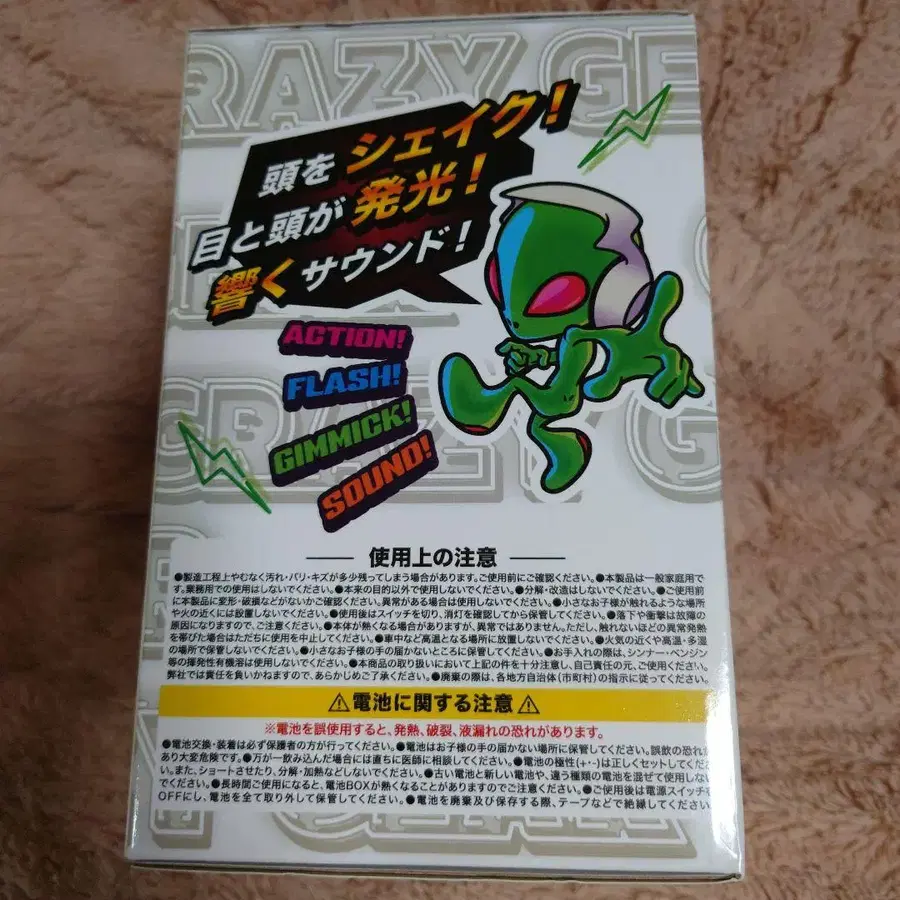 RAZY GE
頭をシェイク!
目と頭が発光!
響くサウンド!
ACTION!
FLASH!
GIMMICK!
SOUND!
CRAZY G
使用上の注意
●製造工程上やむなく汚れ・バリ・キズが多少残ってしまう場合があります。ご使用前にご確認ください。●本製品は一般家庭用で
す。業務用での使用はしないでください。●本来の目的以外で使用しないでください。●分解・改造はしないでください。●ご使用前
に本製品に変形・破損などがないかご確認ください。異常がある場合は使用しないでください。●小さなお子様が触れるような場所
や火の近くには設置しないでください。●使用後はスイッチを切り、消灯を確認してから保管してください。●落下や衝撃は故障の
原因になりますので、ご注意ください。●本体が熱くなる場合がありますが、異常ではありません。ただし、触れないほどの異常発熱
を帯びた場合はただちに使用を中止してください。●車中など高温となる場所に放置しないでください。●火気の近くや高温・多湿
の場所で保管しないでください。●小さなお子様の手の届かないところに保管してください。●お手入れの際は、シンナー・ベンジン
等の揮発性有機溶は使用しないでください。●本商品の取り扱いにおいて上記の件を十分注意し、自己責任の元、ご使用ください。
弊社では責任を負いかねますので、あらかじめご了承ください。●廃棄の際は、各地方自治体(市町村)の指示に従ってください。
⚠電池に関する注意⚠
※電池を誤使用すると、発熱、破裂、液漏れの恐れがあります。
●電池交換・装着は必ず保護者の方が行ってください。●電池はお子様の手の届かない場所に保管してください。誤飲の恐れが
あり大変危険です。●万が一飲み込んだ場合には直ちに医師に相談してください。●電池の極性(+・-)は正しくセットしてくださ
い。また、ショートさせたり、分解・加熱などしないでください。●古い電池と新しい電池や、違う種類の電池を混ぜて使用しない
でください。●長時間ご使用になると、電池BOXが熱くなることがありますのでご注意ください。●ご使用後は電源スイッチを
OFFにし、電池を全て取り外して保管してください。●電池を廃棄及び保存する際、テープなどで絶縁してください。